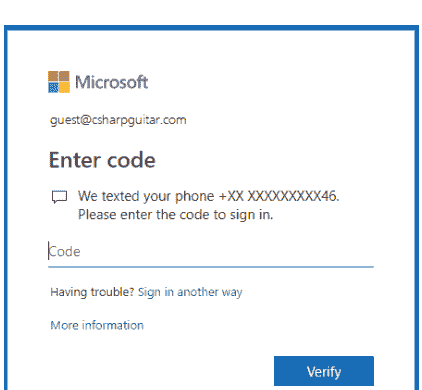 Microsoft
guest@csharpguitar.com
Enter code
We texted your phone +XX XXXXXXXXX46.
Please enter the code to sign in.
Code
Having trouble? Sign in another way
More information
Verify